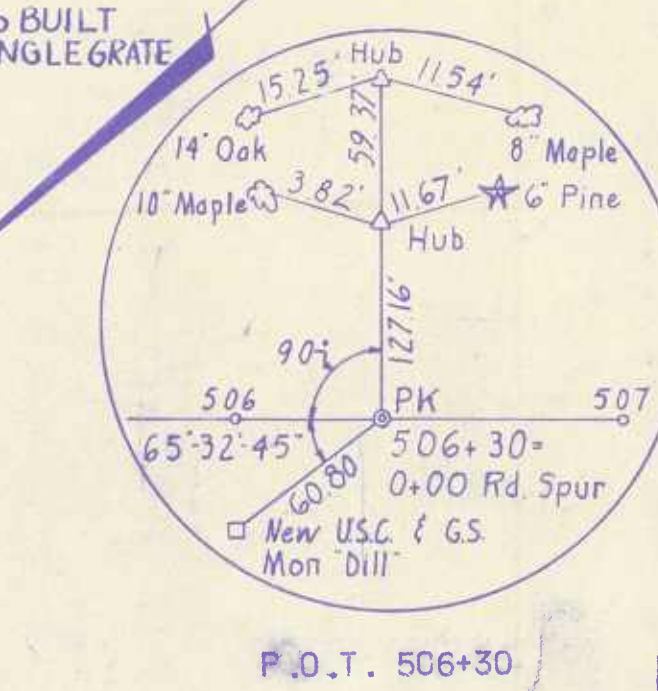 BUILT
NGLE GRATE
Hub
15.25'
11.54'
59.37'
14" Oak
8" Maple
10" Maple
3.82'
11.67'
6" Pine
Hub
127.16'
90°
506
PK
507
65°-32'-45"
506+30=
0+00 Rd. Spur
60.80
New U.S.C. & G.S.
Mon "Dill"
P.O.T. 506+30